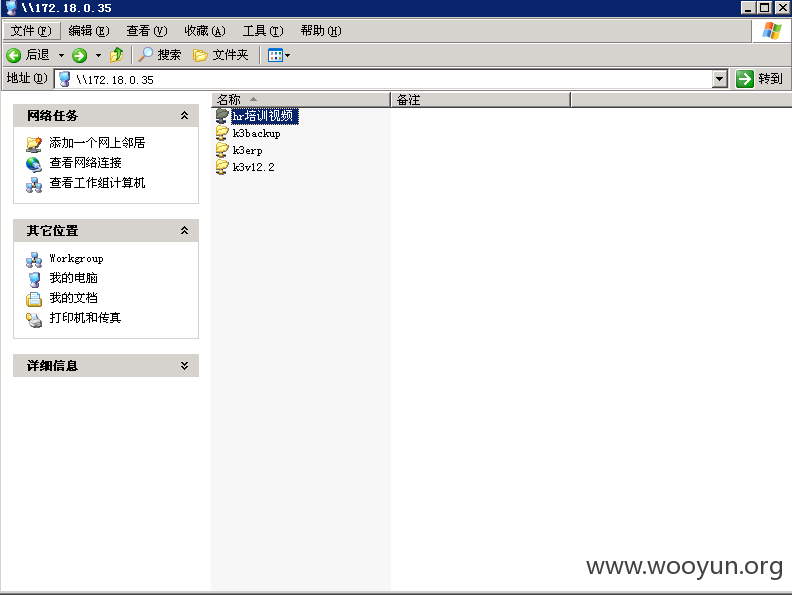 \\172.18.0.35
文件(F) 编辑(E) 查看(V) 收藏(A) 工具(T) 帮助(H)
后退 搜索 文件夹
地址(D) \\172.18.0.35 转到
名称 备注
网络任务
添加一个网上邻居
查看网络连接
查看工作组计算机
其它位置
Workgroup
我的电脑
我的文档
打印机和传真
详细信息
hr培训视频
k3backup
k3erp
k3v12.2
www.wooyun.org